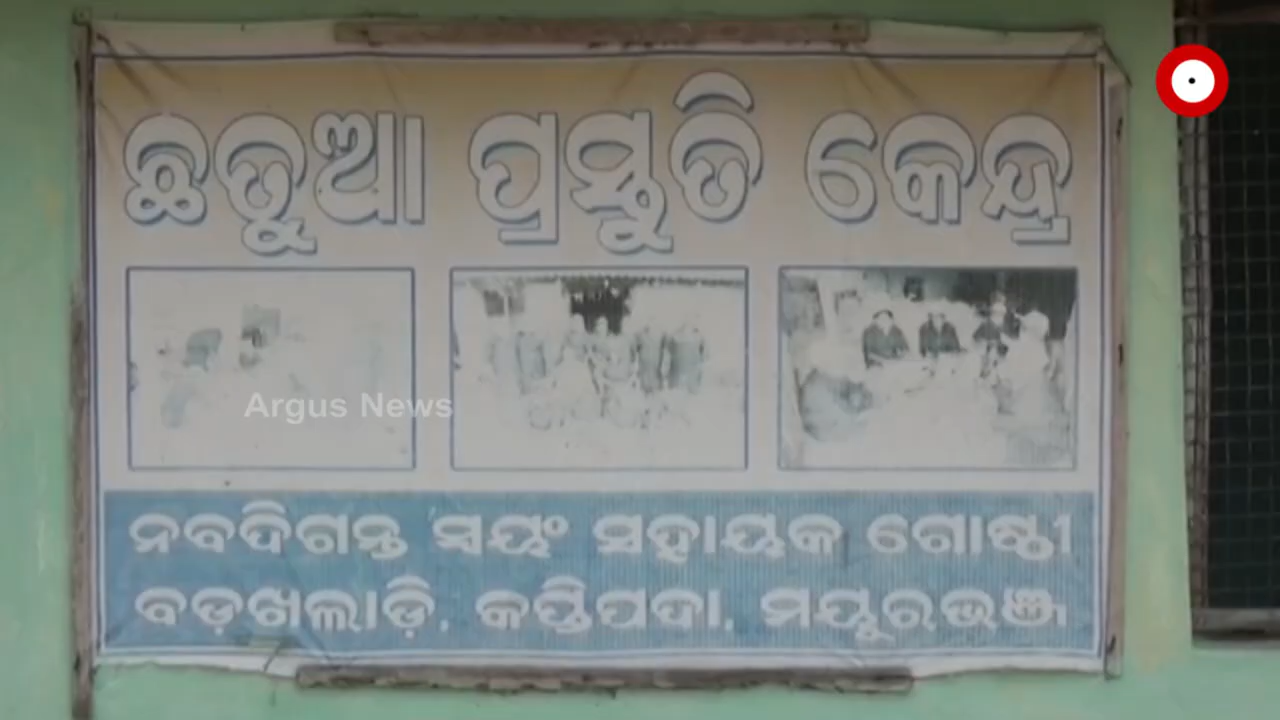 ଛତୁଆ ପ୍ରସ୍ତୁତି କେନ୍ଦ୍ର
Argus News
ନବଦିଗନ୍ତ ସ୍ୱୟଂ ସହାୟକ ଗୋଷ୍ଠୀ
ବଡ଼ଖଲାଡ଼ି, କପ୍ତିପଦା, ମୟୂରଭଞ୍ଜ